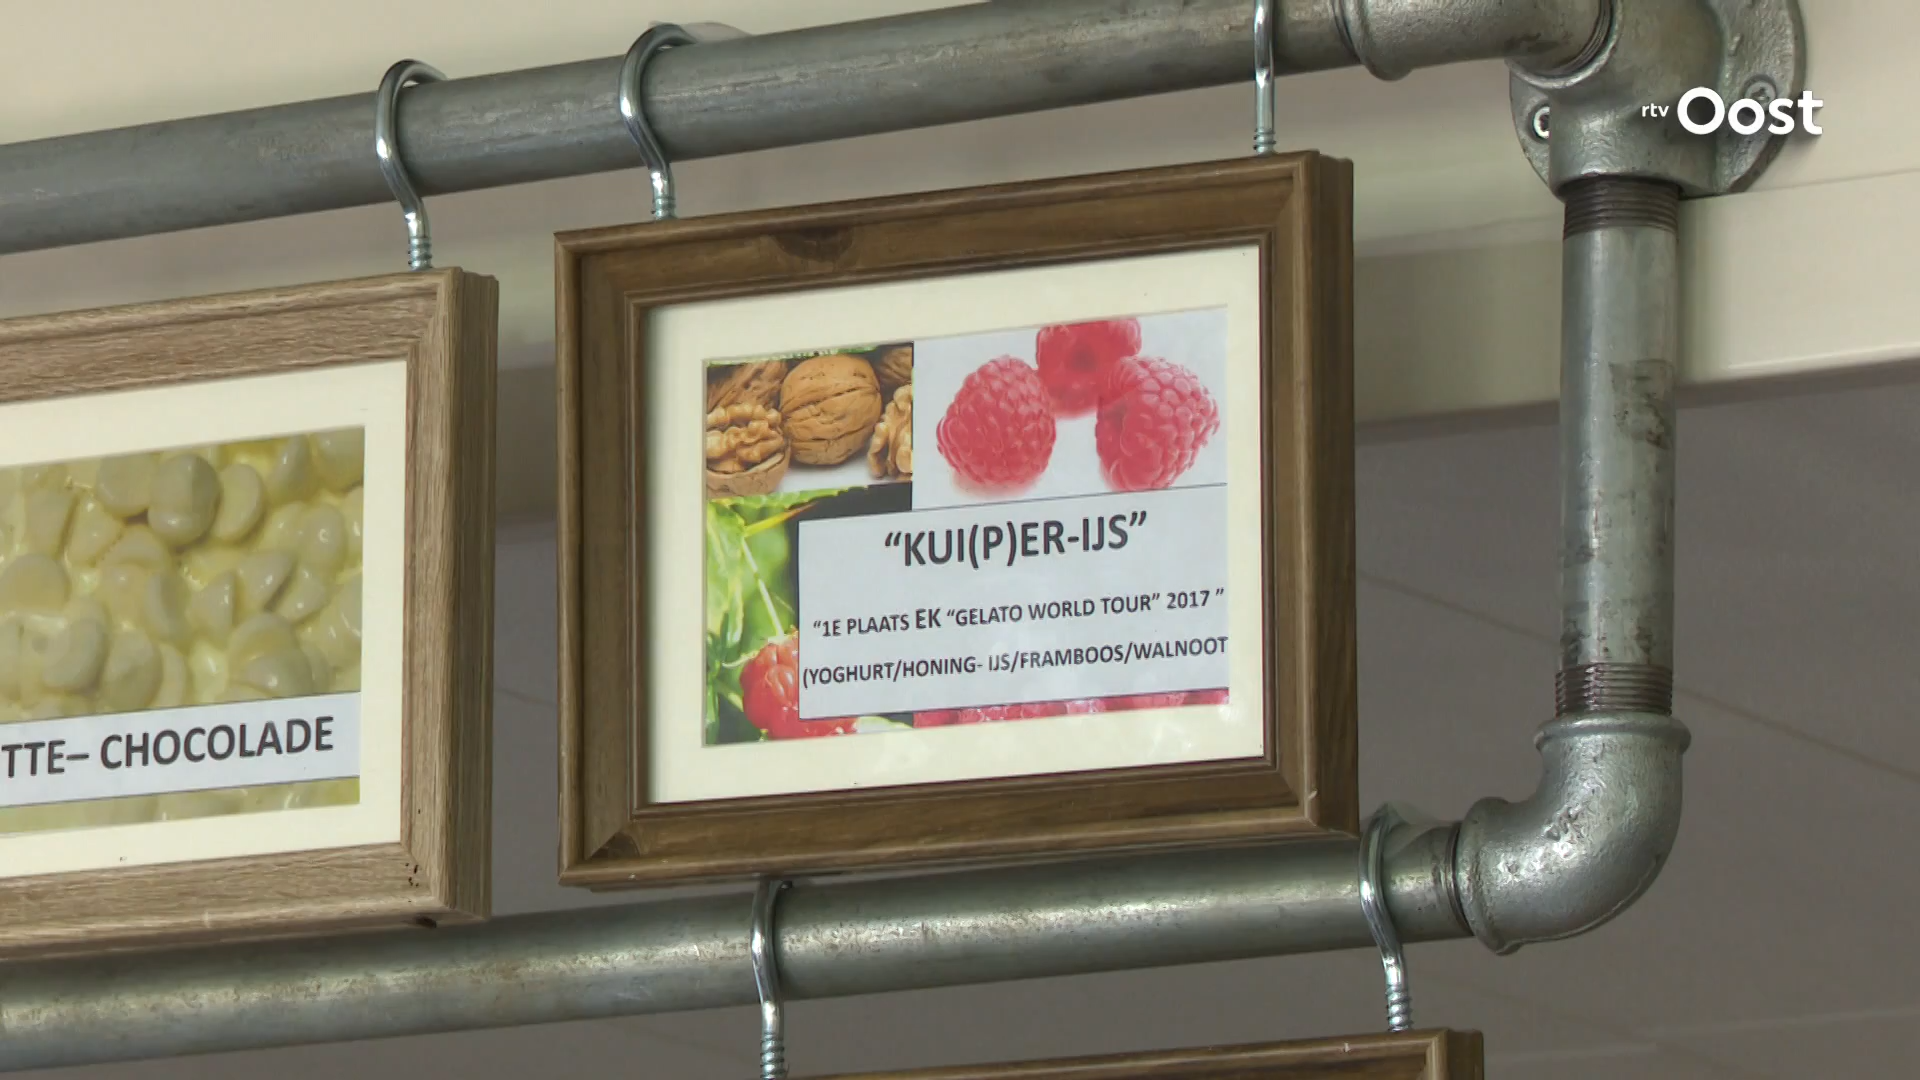 rtv Oost
"KUI(P)ER-IJS"
"1E PLAATS EK "GELATO WORLD TOUR" 2017 "
(YOGHURT/HONING- IJS/FRAMBOOS/WALNOOT
TTE– CHOCOLADE